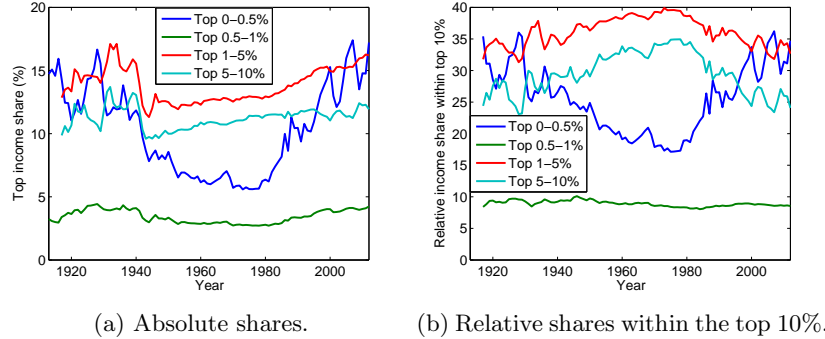 20
15
10
5
0
1920 1940 1960 1980 2000
Year
Top income share (%)
Top 0−0.5%
Top 0.5−1%
Top 1−5%
Top 5−10%
(a) Absolute shares.
40
35
30
25
20
15
10
5
0
1920 1940 1960 1980 2000
Year
Relative income share within top 10%
Top 0−0.5%
Top 0.5−1%
Top 1−5%
Top 5−10%
(b) Relative shares within the top 10%.